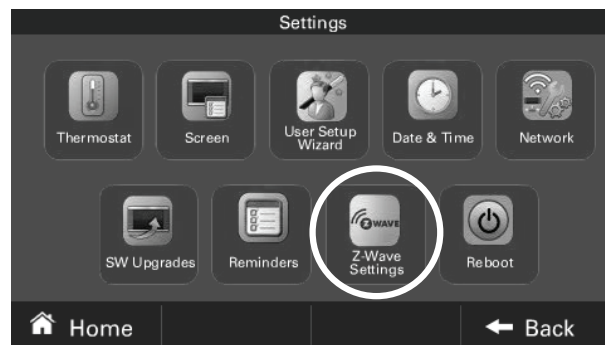 Settings
Thermostat
Screen
User Setup
Wizard
Date & Time
Network
SW Upgrades
Reminders
Z WAVE
Z-Wave
Settings
Reboot
Home
Back